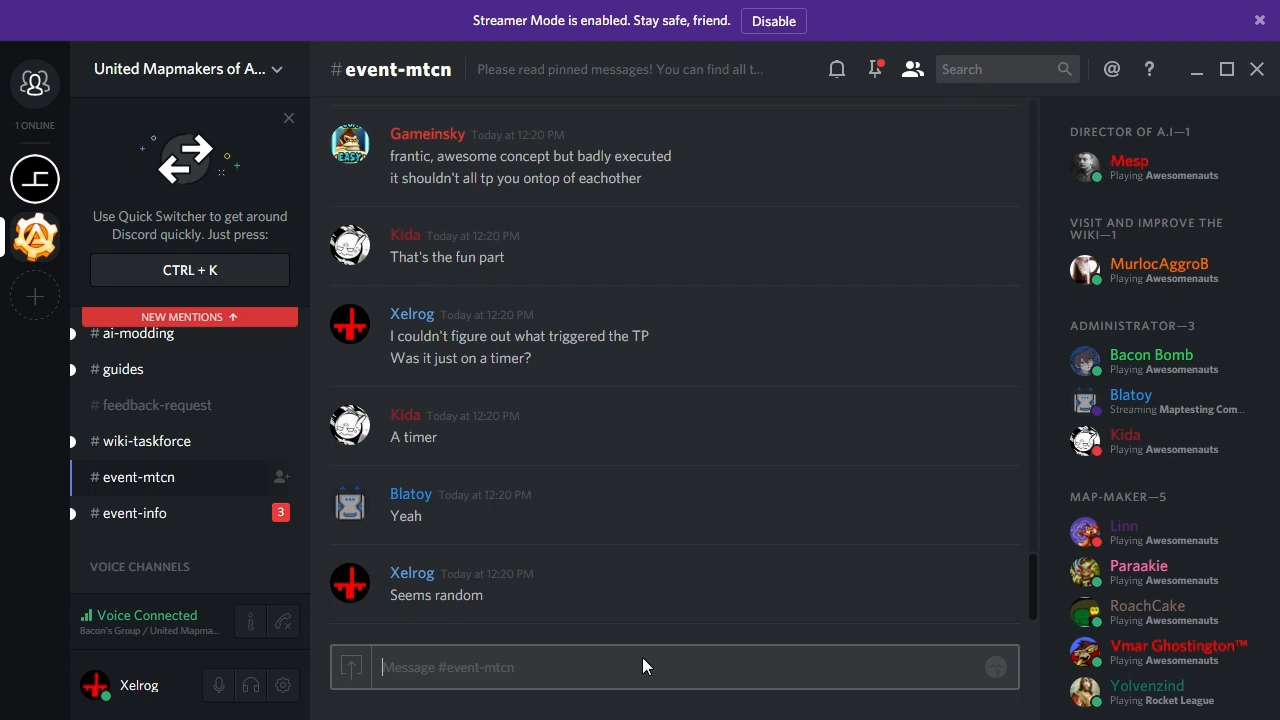 Streamer Mode is enabled. Stay safe, friend.
Disable
1 ONLINE
United Mapmakers of A...
Use Quick Switcher to get around
Discord quickly. Just press:
CTRL + K
NEW MENTIONS
# ai-modding
# guides
# feedback-request
# wiki-taskforce
# event-mtcn
# event-info 3
VOICE CHANNELS
Voice Connected
Bacon's Group / United Mapma...
Xelrog
# event-mtcn
Please read pinned messages! You can find all t...
Search
Gameinsky Today at 12:20 PM
frantic, awesome concept but badly executed
it shouldn't all tp you ontop of eachother
Kida Today at 12:20 PM
That's the fun part
Xelrog Today at 12:20 PM
I couldn't figure out what triggered the TP
Was it just on a timer?
Kida Today at 12:20 PM
A timer
Blatoy Today at 12:20 PM
Yeah
Xelrog Today at 12:20 PM
Seems random
Message #event-mtcn
DIRECTOR OF A.I—1
Mesp
Playing Awesomenauts
VISIT AND IMPROVE THE
WIKI—1
MurlocAggroB
Playing Awesomenauts
ADMINISTRATOR—3
Bacon Bomb
Playing Awesomenauts
Blatoy
Streaming Maptesting Com...
Kida
Playing Awesomenauts
MAP-MAKER—5
Linn
Playing Awesomenauts
Paraakie
Playing Awesomenauts
RoachCake
Playing Awesomenauts
Vmar Ghostington™
Playing Awesomenauts
Yolvenzind
Playing Rocket League